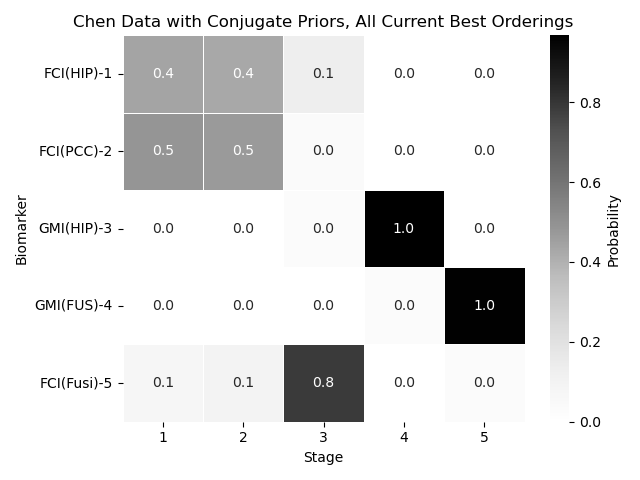 Chen Data with Conjugate Priors, All Current Best Orderings
FCI(HIP)-1 0.4 0.4 0.1 0.0 0.0
FCI(PCC)-2 0.5 0.5 0.0 0.0 0.0
GMI(HIP)-3 0.0 0.0 0.0 1.0 0.0
GMI(FUS)-4 0.0 0.0 0.0 0.0 1.0
FCI(Fusi)-5 0.1 0.1 0.8 0.0 0.0
1 2 3 4 5
Stage
Biomarker
0.8
0.6
0.4
0.2
0.0
Probability